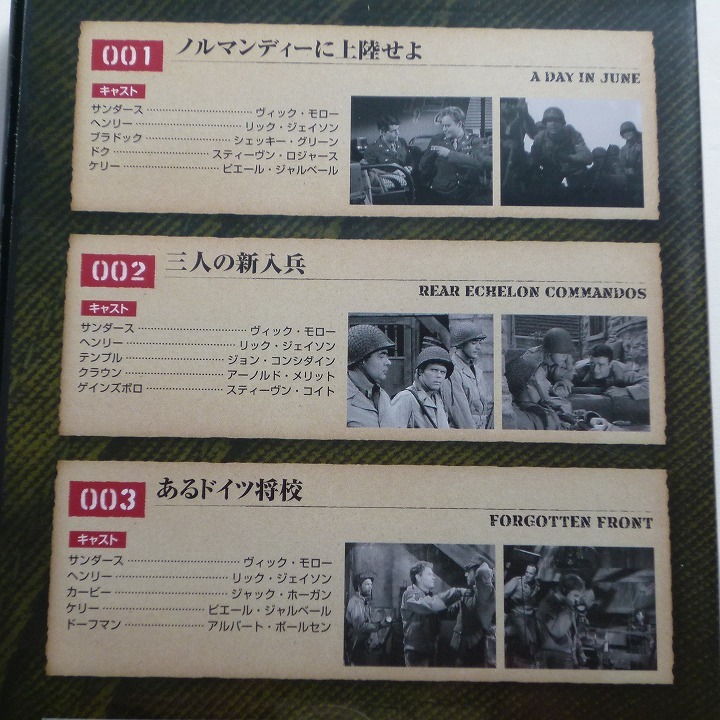 001 ノルマンディーに上陸せよ
A DAY IN JUNE
キャスト
サンダース…………………………ヴィック・モロー
ヘンリー…………………………リック・ジェイソン
ブラドック……………………シェッキー・グリーン
ドク…………………………スティーヴン・ロジャース
ケリー………………………ピエール・ジャルベール
002 三人の新入兵
REAR ECHELON COMMANDOS
キャスト
サンダース…………………………ヴィック・モロー
ヘンリー…………………………リック・ジェイソン
テンプル………………………ジョン・コンシダイン
クラウン………………………アーノルド・メリット
ゲインズボロ…………………スティーヴン・コイト
003 あるドイツ将校
FORGOTTEN FRONT
キャスト
サンダース…………………………ヴィック・モロー
ヘンリー…………………………リック・ジェイソン
カービー………………………ジャック・ホーガン
ケリー………………………ピエール・ジャルベール
ドーフマン…………………アルバート・ポールセン